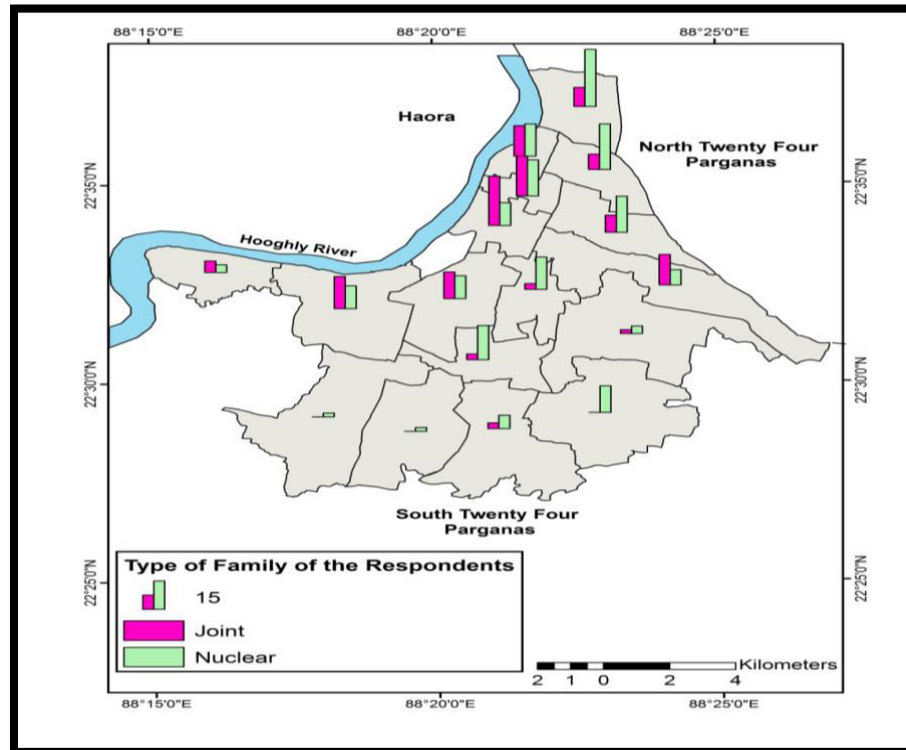 88°15'0"E 88°20'0"E 88°25'0"E
Haora
North Twenty Four
Parganas
22°35'0"N 22°35'0"N
Hooghly River
22°30'0"N 22°30'0"N
South Twenty Four
Parganas
Type of Family of the Respondents
15
Joint
Nuclear
22°25'0"N 22°25'0"N
Kilometers
2 1 0 2 4
88°15'0"E 88°20'0"E 88°25'0"E